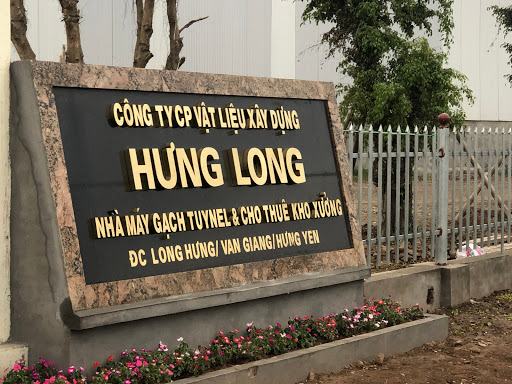 CÔNG TY CP VẬT LIỆU XÂY DỰNG
HƯNG LONG
NHÀ MÁY GẠCH TUYNEL & CHO THUÊ KHO XƯỞNG
ĐC LONG HƯNG/ VAN GIANG/ HƯNG YEN